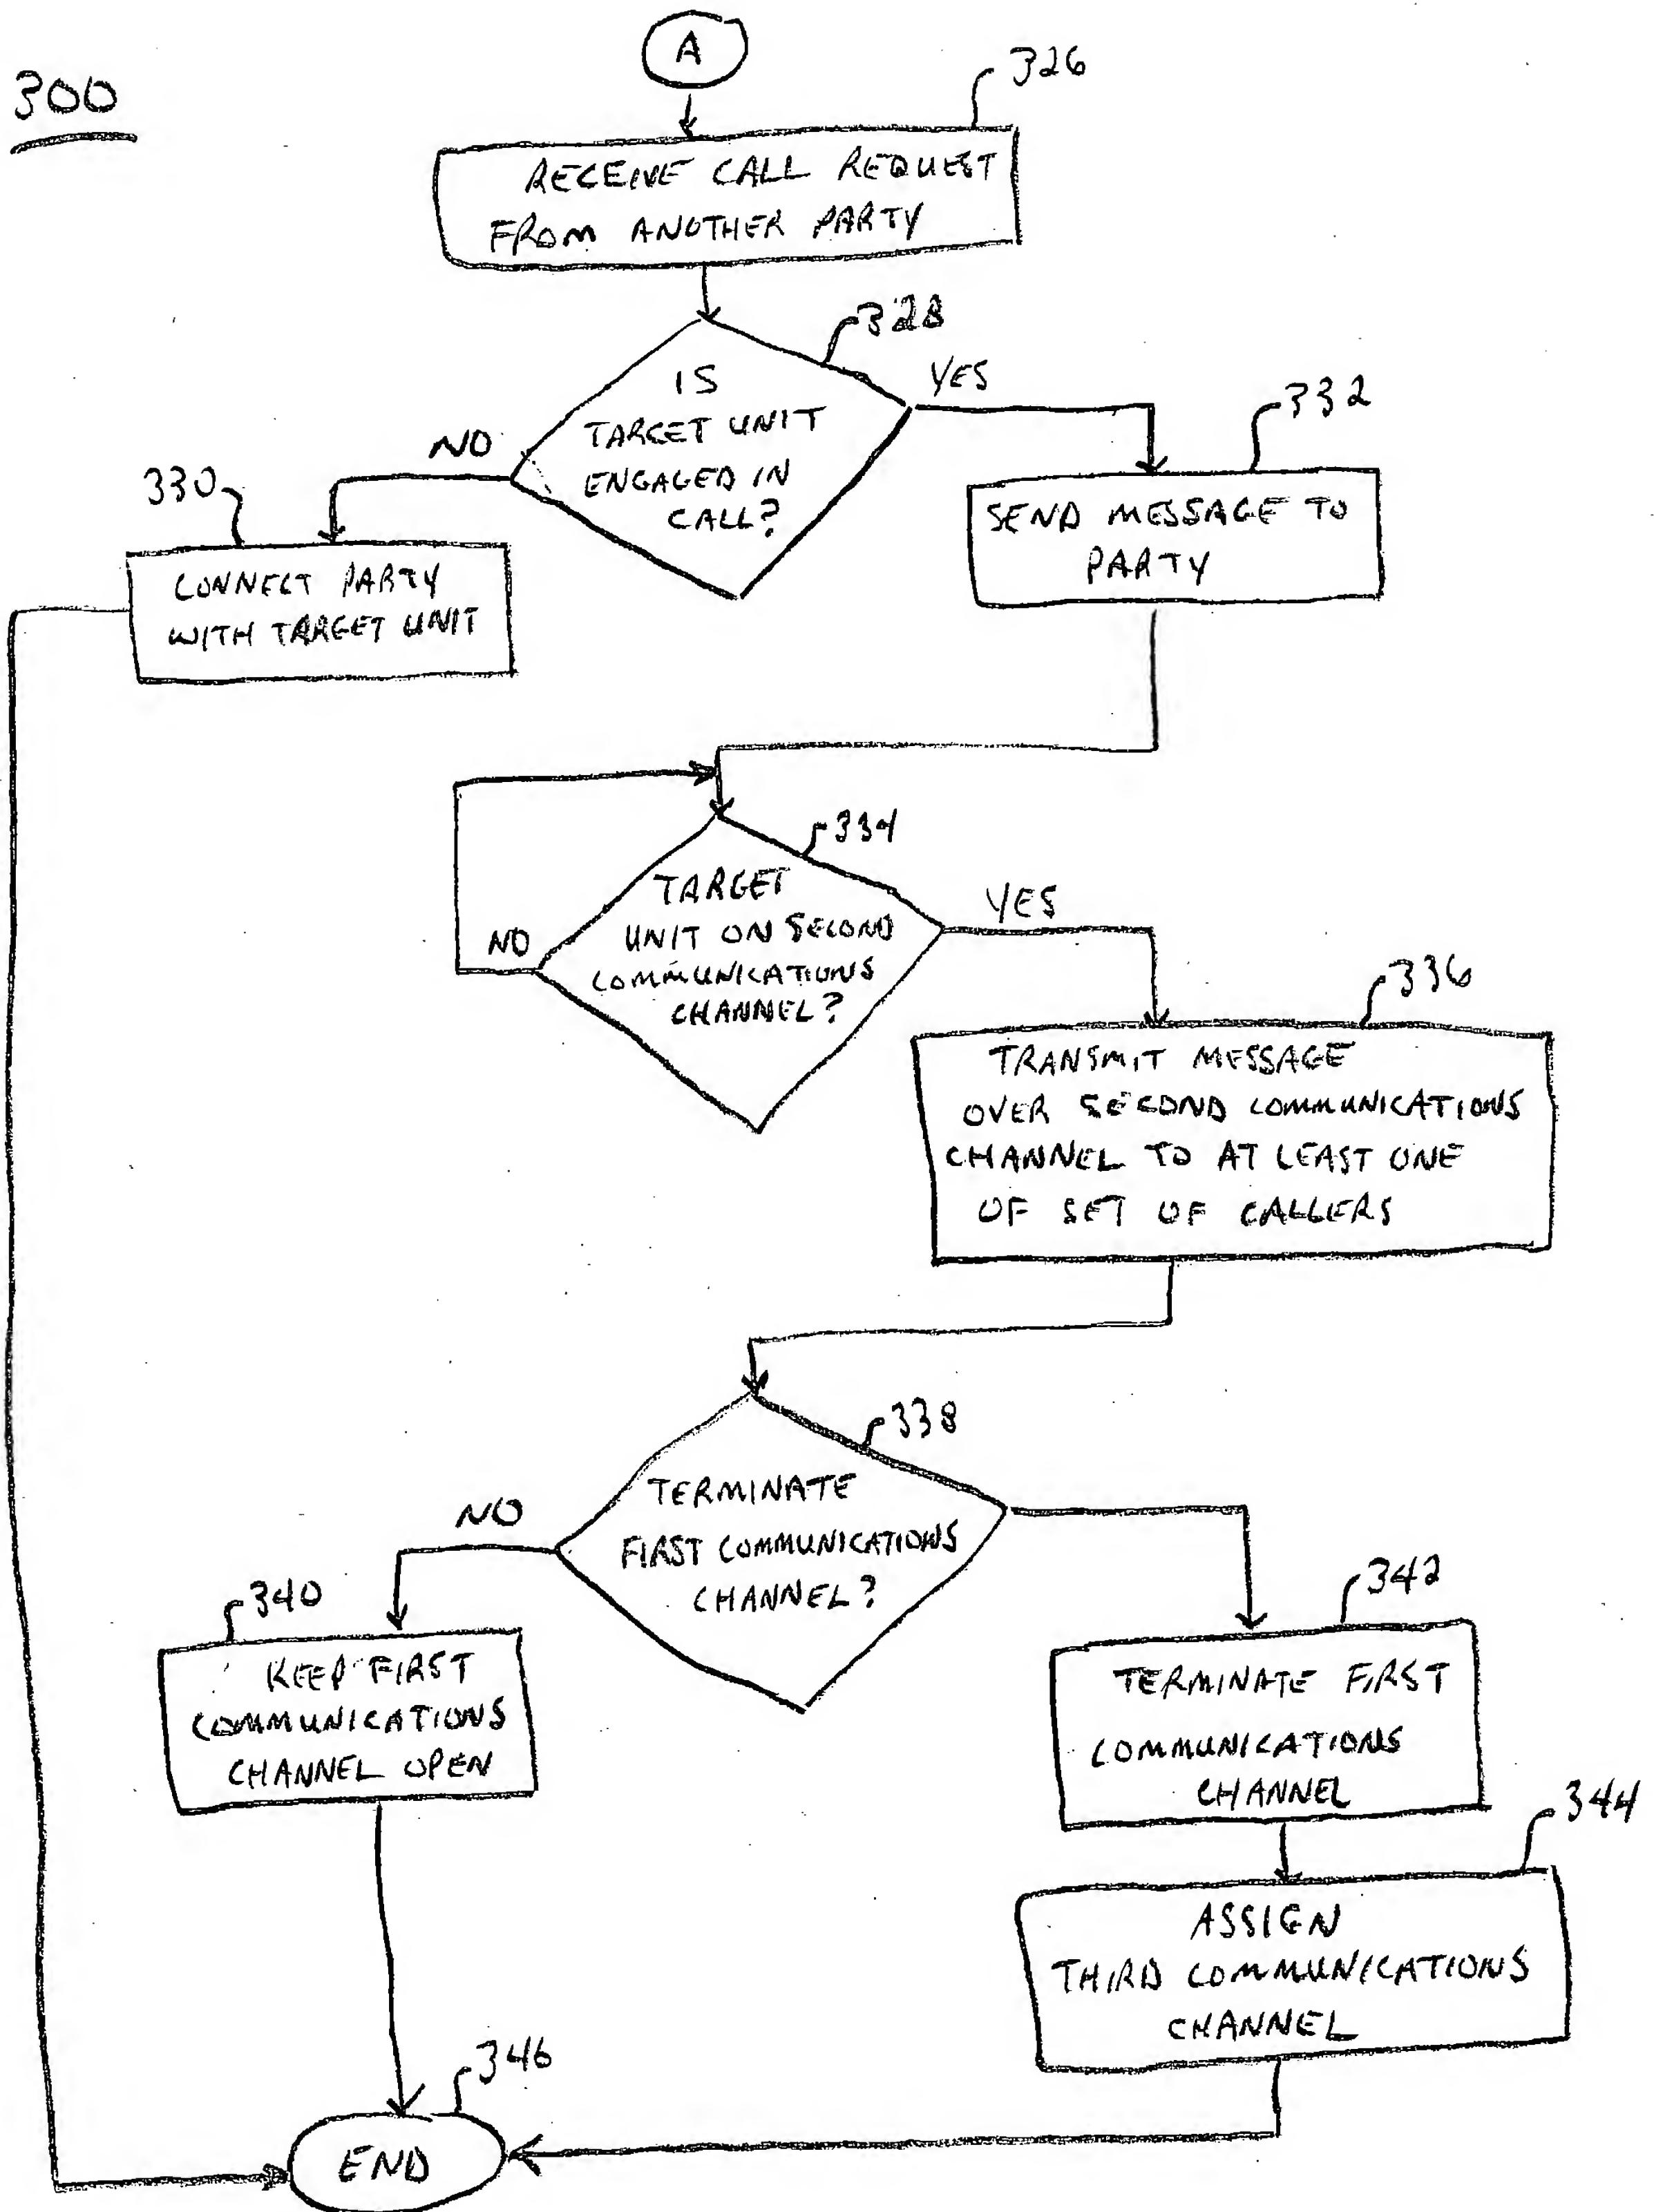 300
A
326
RECEIVE CALL REQUEST
FROM ANOTHER PARTY
328
IS
TARGET UNIT
ENGAGED IN
CALL?
YES
NO
332
SEND MESSAGE TO
PARTY
330
CONNECT PARTY
WITH TARGET UNIT
334
TARGET
UNIT ON SECOND
COMMUNICATIONS
CHANNEL?
YES
NO
336
TRANSMIT MESSAGE
OVER SECOND COMMUNICATIONS
CHANNEL TO AT LEAST ONE
OF SET OF CALLERS
338
TERMINATE
FIRST COMMUNICATIONS
CHANNEL?
NO
340
KEEP FIRST
COMMUNICATIONS
CHANNEL OPEN
342
TERMINATE FIRST
COMMUNICATIONS
CHANNEL
344
ASSIGN
THIRD COMMUNICATIONS
CHANNEL
346
END